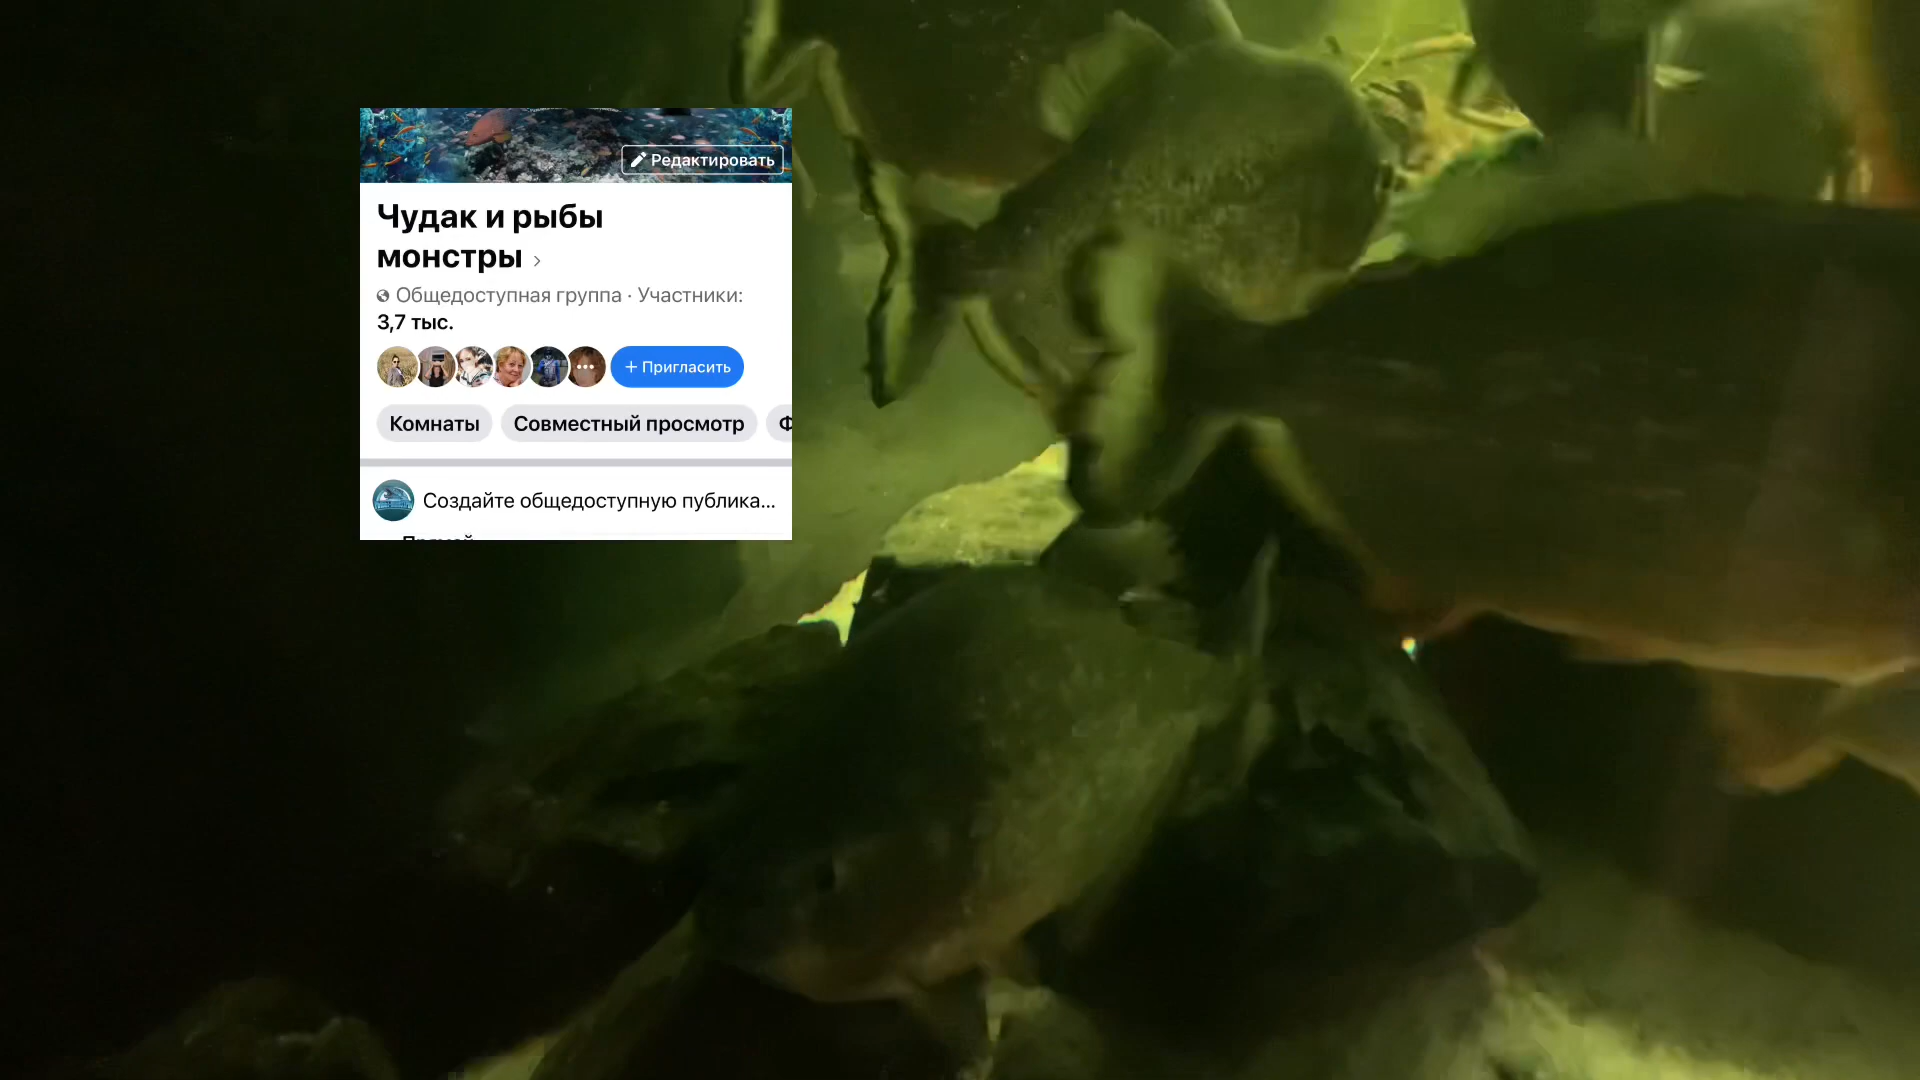 Редактировать
Чудак и рыбы
монстры
Общедоступная группа · Участники:
3,7 тыс.
+ Пригласить
Комнаты
Совместный просмотр
Создайте общедоступную публика...